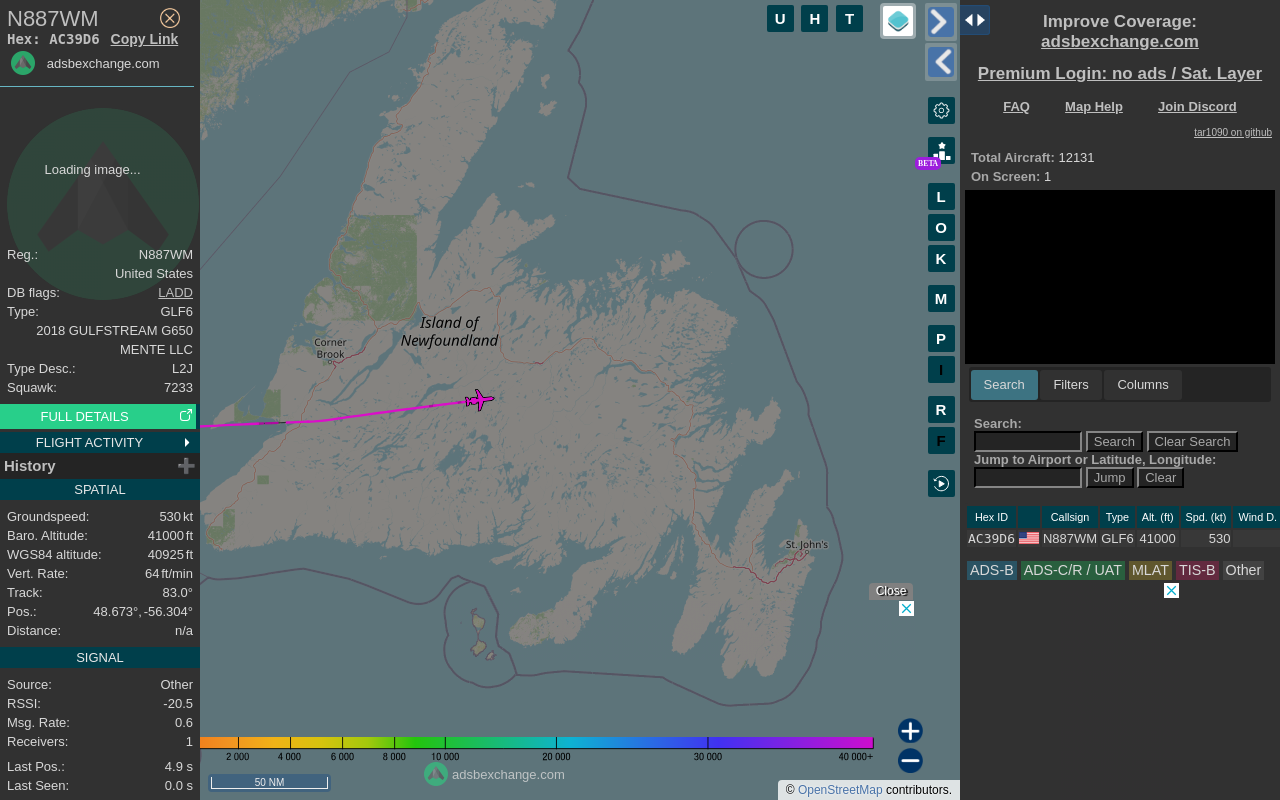 N887WM
Hex: AC39D6 Copy Link
adsbexchange.com
Loading image...
Reg.: N887WM
United States
DB flags: LADD
Type: GLF6
2018 GULFSTREAM G650
MENTE LLC
Type Desc.: L2J
Squawk: 7233
FULL DETAILS
FLIGHT ACTIVITY
History
SPATIAL
Groundspeed: 530 kt
Baro. Altitude: 41000 ft
WGS84 altitude: 40925 ft
Vert. Rate: 64 ft/min
Track: 83.0°
Pos.: 48.673°, -56.304°
Distance: n/a
SIGNAL
Source: Other
RSSI: -20.5
Msg. Rate: 0.6
Receivers: 1
Last Pos.: 4.9 s
Last Seen: 0.0 s
U H T
BETA
L
O
K
M
P
I
R
F
Island of
Newfoundland
Corner
Brook
St. John's
Close
2 000 4 000 6 000 8 000 10 000 20 000 30 000 40 000+
50 NM
adsbexchange.com
© OpenStreetMap contributors.
Improve Coverage:
adsbexchange.com
Premium Login: no ads / Sat. Layer
FAQ Map Help Join Discord
tar1090 on github
Total Aircraft: 12131
On Screen: 1
Search Filters Columns
Search:
Search Clear Search
Jump to Airport or Latitude, Longitude:
Jump Clear
Hex ID Callsign Type Alt. (ft) Spd. (kt) Wind D.
AC39D6 N887WM GLF6 41000 530
ADS-B ADS-C/R / UAT MLAT TIS-B Other